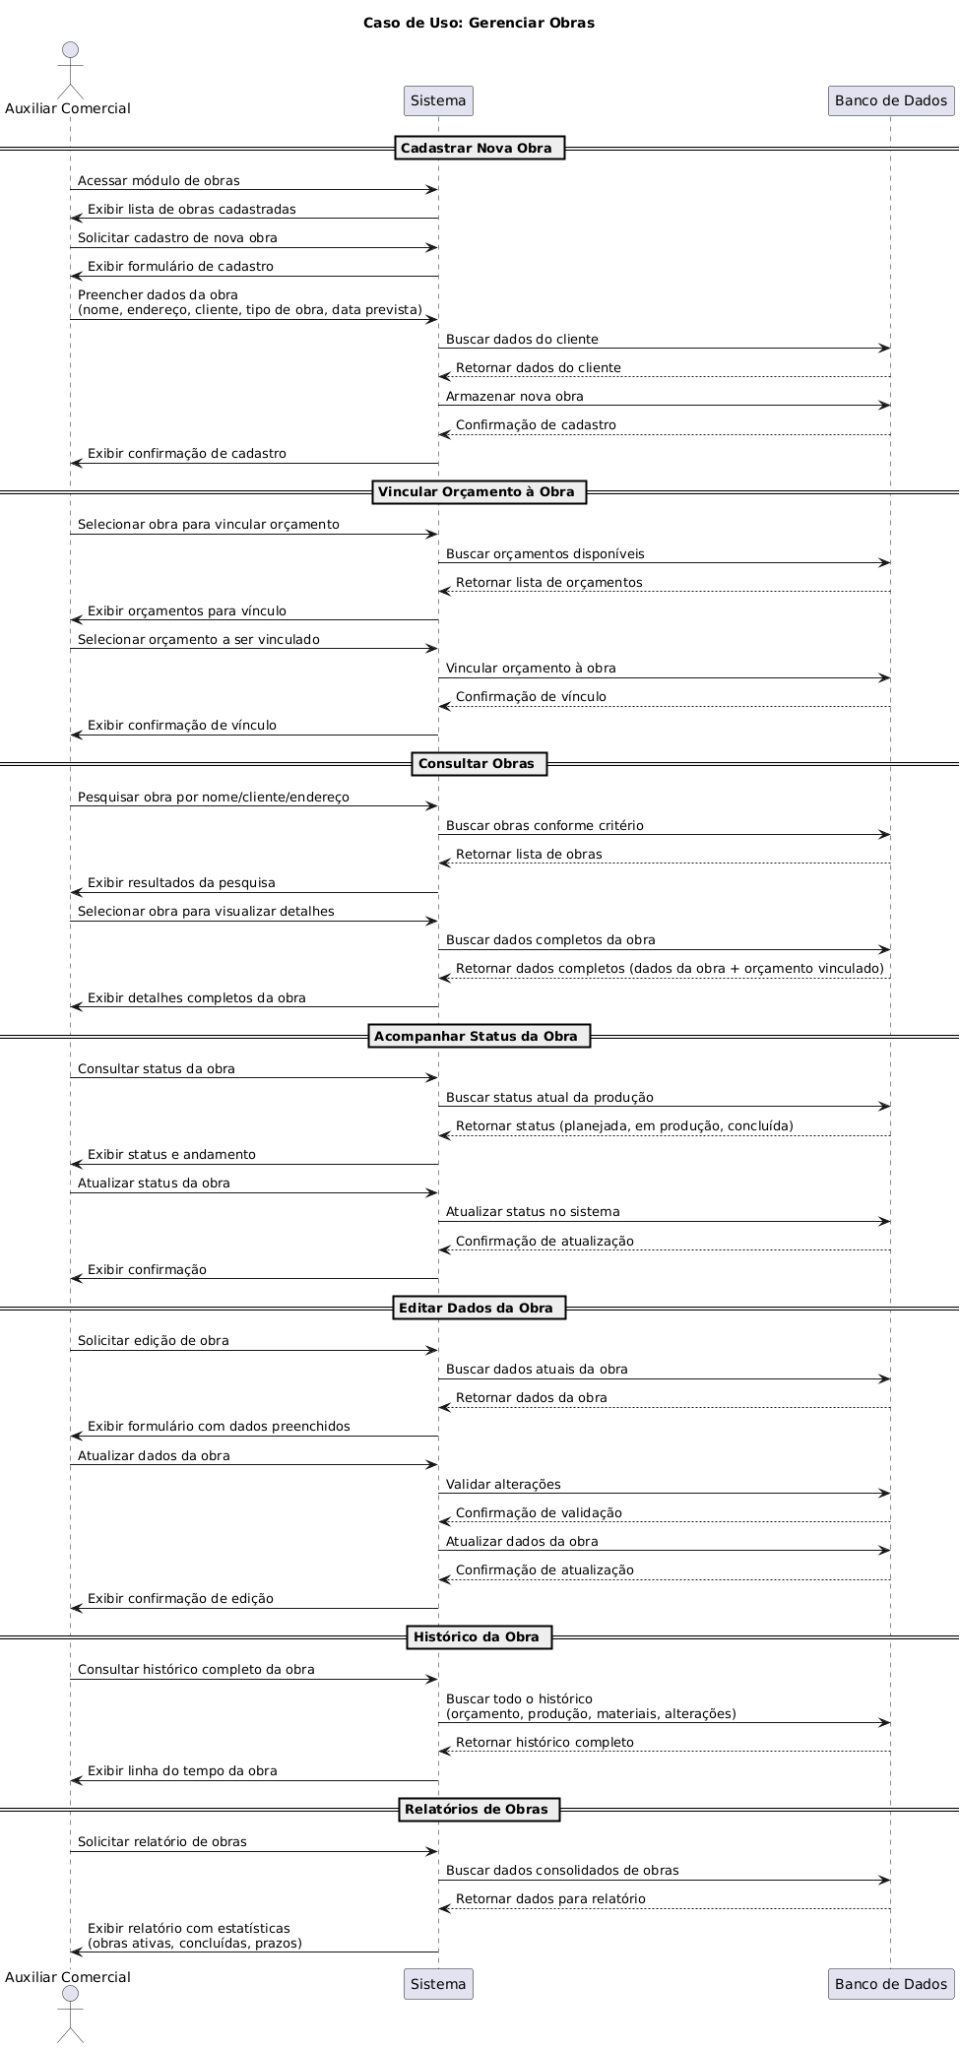 Caso de Uso: Gerenciar Obras
Auxiliar Comercial
Sistema
Banco de Dados
Cadastrar Nova Obra
Acessar módulo de obras
Exibir lista de obras cadastradas
Solicitar cadastro de nova obra
Exibir formulário de cadastro
Preencher dados da obra
(nome, endereço, cliente, tipo de obra, data prevista)
Buscar dados do cliente
Retornar dados do cliente
Armazenar nova obra
Confirmação de cadastro
Exibir confirmação de cadastro
Vincular Orçamento à Obra
Selecionar obra para vincular orçamento
Buscar orçamentos disponíveis
Retornar lista de orçamentos
Exibir orçamentos para vínculo
Selecionar orçamento a ser vinculado
Vincular orçamento à obra
Confirmação de vínculo
Exibir confirmação de vínculo
Consultar Obras
Pesquisar obra por nome/cliente/endereço
Buscar obras conforme critério
Retornar lista de obras
Exibir resultados da pesquisa
Selecionar obra para visualizar detalhes
Buscar dados completos da obra
Retornar dados completos (dados da obra + orçamento vinculado)
Exibir detalhes completos da obra
Acompanhar Status da Obra
Consultar status da obra
Buscar status atual da produção
Retornar status (planejada, em produção, concluída)
Exibir status e andamento
Atualizar status da obra
Atualizar status no sistema
Confirmação de atualização
Exibir confirmação
Editar Dados da Obra
Solicitar edição de obra
Buscar dados atuais da obra
Retornar dados da obra
Exibir formulário com dados preenchidos
Atualizar dados da obra
Validar alterações
Confirmação de validação
Atualizar dados da obra
Confirmação de atualização
Exibir confirmação de edição
Histórico da Obra
Consultar histórico completo da obra
Buscar todo o histórico
(orçamento, produção, materiais, alterações)
Retornar histórico completo
Exibir linha do tempo da obra
Relatórios de Obras
Solicitar relatório de obras
Buscar dados consolidados de obras
Retornar dados para relatório
Exibir relatório com estatísticas
(obras ativas, concluídas, prazos)
Auxiliar Comercial
Sistema
Banco de Dados